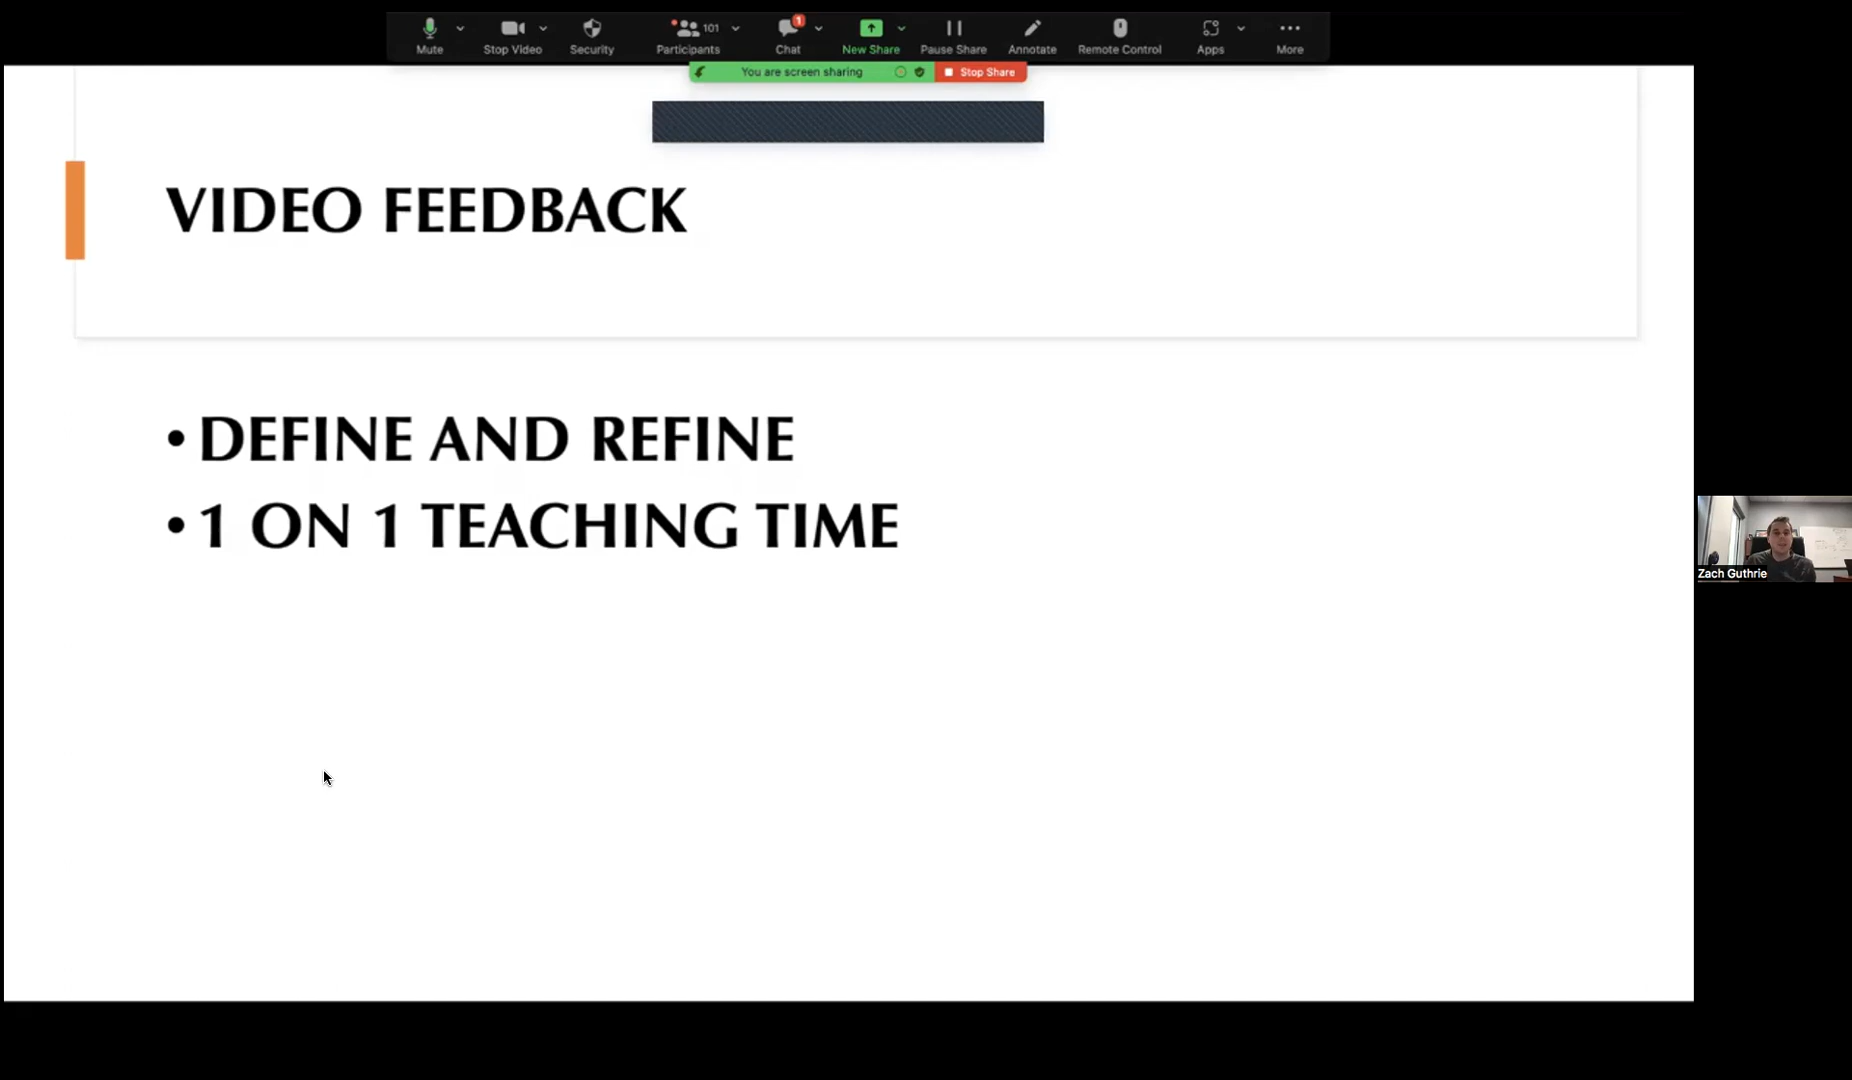 101
1
Mute
Stop Video
Security
Participants
Chat
New Share
Pause Share
Annotate
Remote Control
Apps
More
You are screen sharing
Stop Share
VIDEO FEEDBACK
• DEFINE AND REFINE
• 1 ON 1 TEACHING TIME
Zach Guthrie